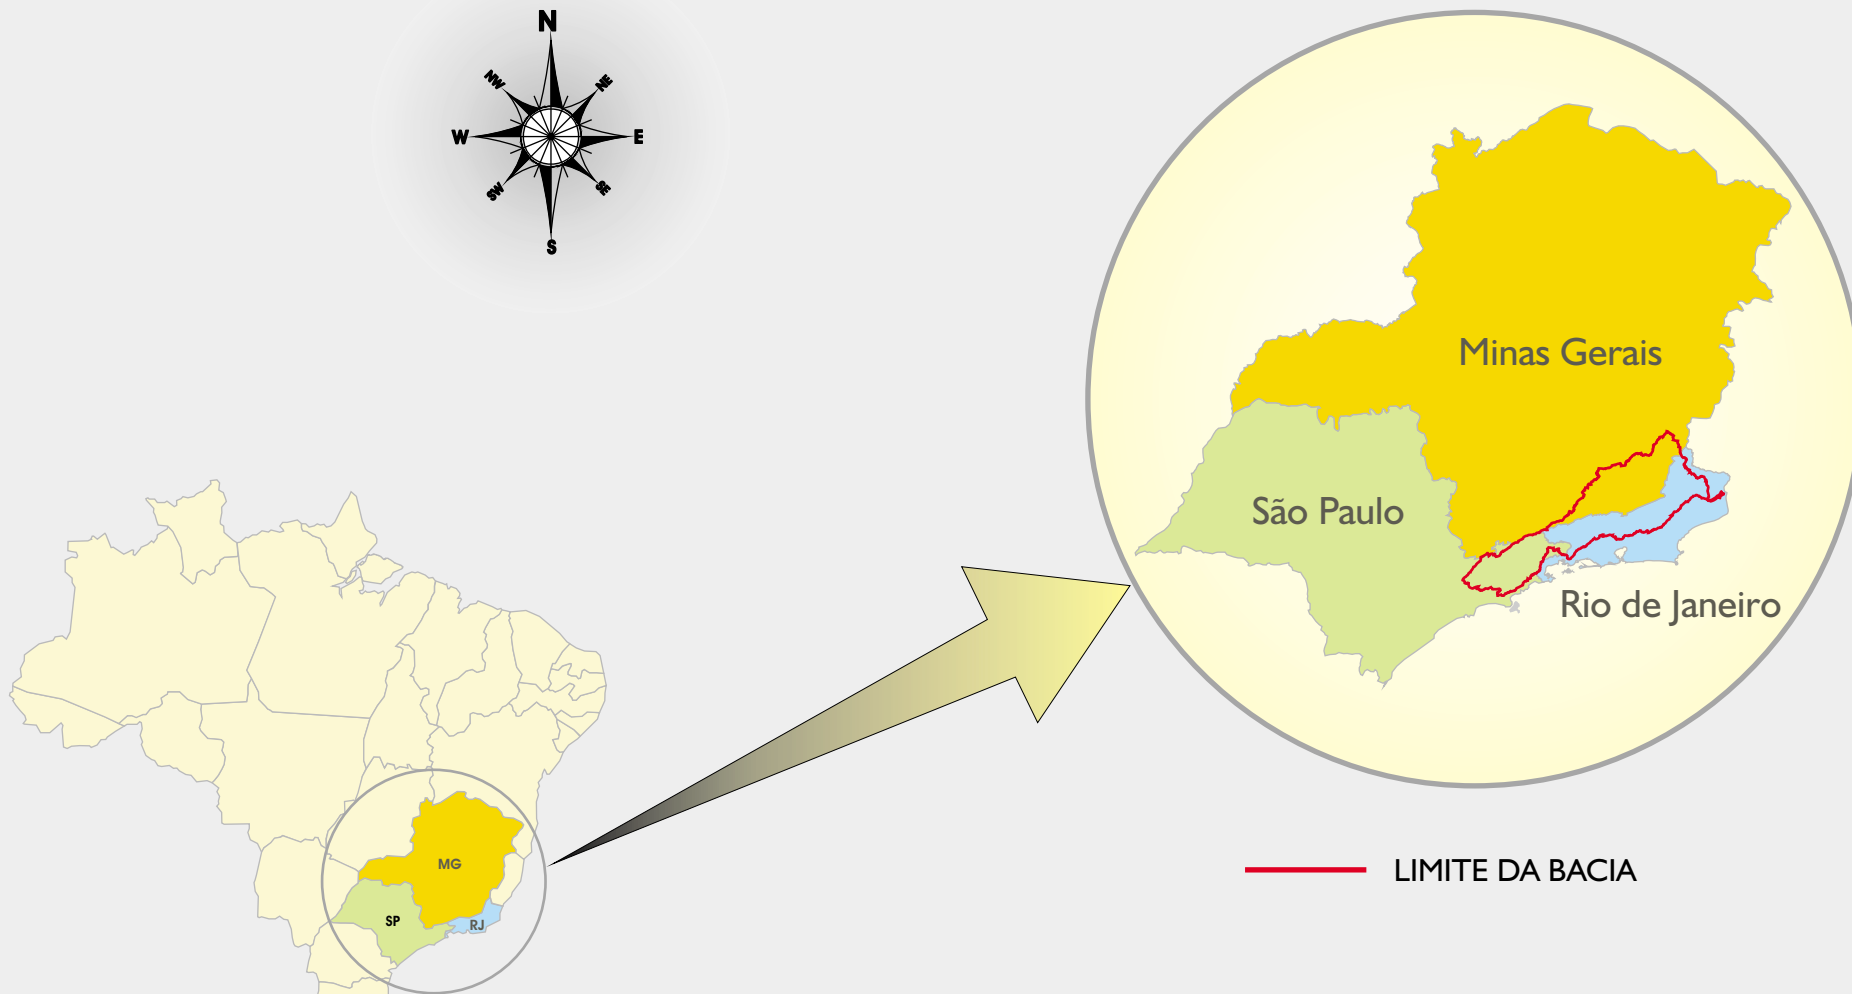 N
NW
NE
W
E
SW
SE
S
Minas Gerais
São Paulo
Rio de Janeiro
MG
SP
RJ
LIMITE DA BACIA